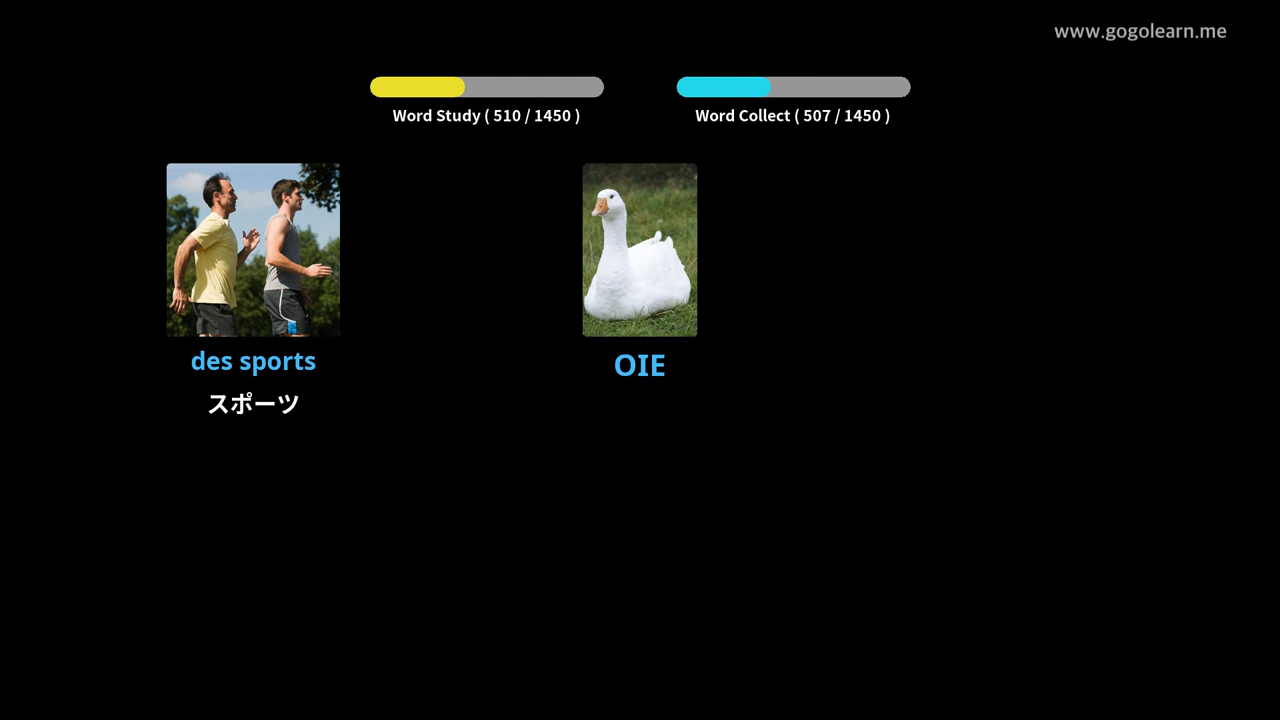 www.gogolearn.me
Word Study ( 510 / 1450 )
Word Collect ( 507 / 1450 )
des sports
スポーツ
OIE